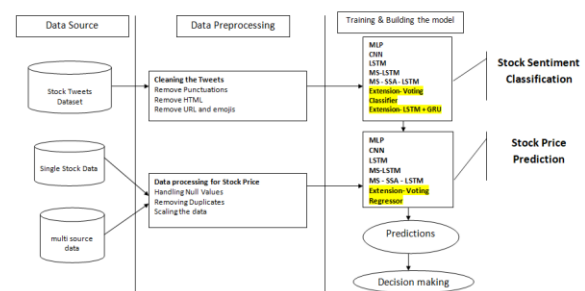 Data Source
Data Preprocessing
Training & Building the model
Stock Tweets
Dataset
Cleaning the Tweets
Remove Punctuations
Remove HTML
Remove URL and emojis
MLP
CNN
LSTM
MS-LSTM
MS - SSA - LSTM
Extension- Voting
Classifier
Extension- LSTM + GRU
Stock Sentiment
Classification
Single Stock Data
multi source
data
Data processing for Stock Price
Handling Null Values
Removing Duplicates
Scaling the data
MLP
CNN
LSTM
MS-LSTM
MS - SSA - LSTM
Extension- Voting
Regressor
Stock Price
Prediction
Predictions
Decision making